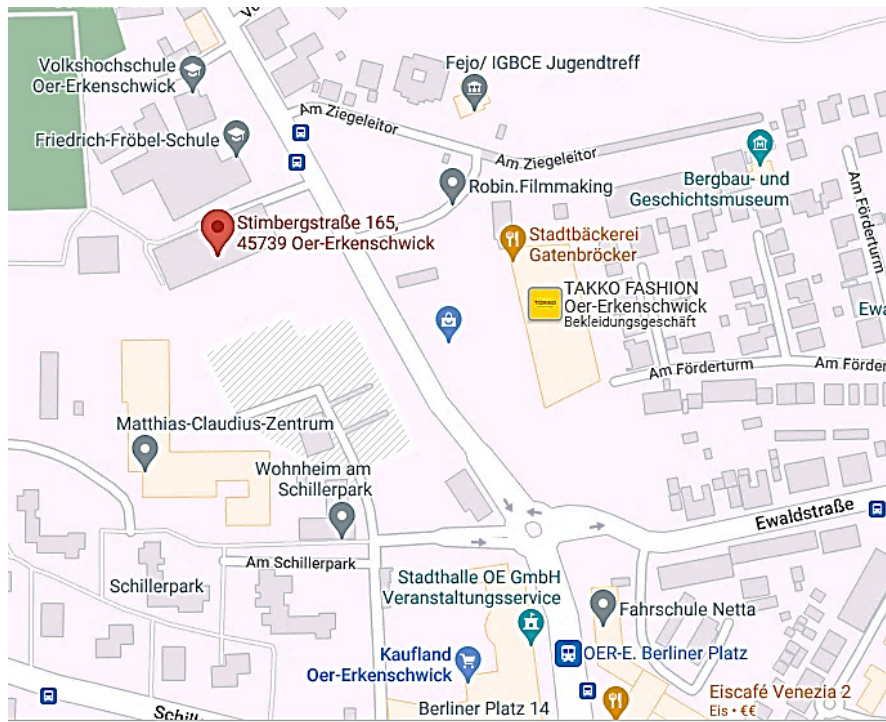 Volkshochschule
Oer-Erkenschwick
Fejo/ IGBCE Jugendtreff
Am Ziegeleitor
Friedrich-Fröbel-Schule
Am Ziegeleitor
Robin.Filmmaking
Bergbau- und
Geschichtsmuseum
Am Förderturm
Stimbergstraße 165,
45739 Oer-Erkenschwick
Stadtbäckerei
Gatenbröcker
TAKKO
TAKKO FASHION
Oer-Erkenschwick
Bekleidungsgeschäft
Am Förderturm
Am Förder
Matthias-Claudius-Zentrum
Wohnheim am
Schillerpark
Ewaldstraße
Am Schillerpark
Schillerpark
Stadthalle OE GmbH
Veranstaltungsservice
Fahrschule Netta
Kaufland
Oer-Erkenschwick
OER-E. Berliner Platz
Eiscafé Venezia 2
Eis • €€
Berliner Platz 14